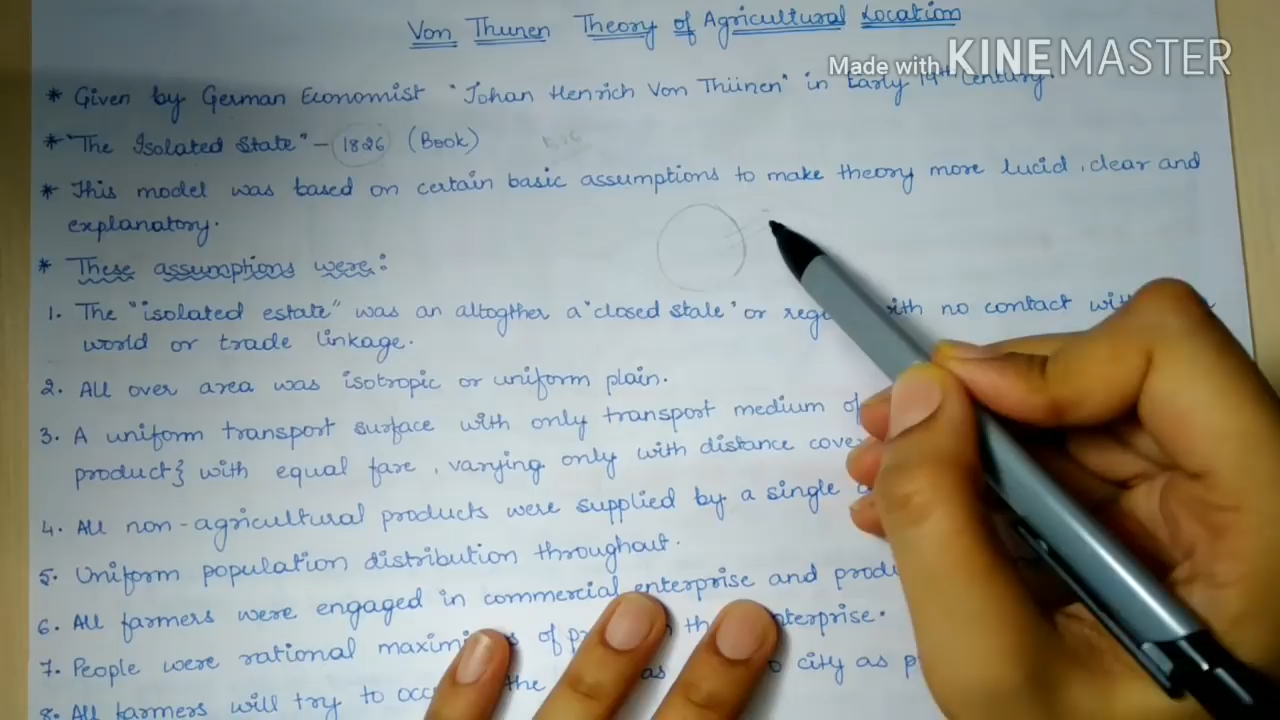 Von Thunen Theory of Agricultural Location
Made with KINEMASTER
* Given by German Economist "Johan Henrich Von Thünen" in Early 19th Century.
* "The Isolated State" - 1826 (Book)
* This model was based on certain basic assumptions to make theory more lucid, clear and
explanatory.
* These assumptions were:
1. The "isolated estate" was an altogther a "closed state" or with no contact
world or trade linkage.
2. All over area was isotropic or uniform plain.
3. A uniform transport surface with only transport medium
product} with equal fare, varying only with distance
4. All non-agricultural products were supplied by a single
5. Uniform population distribution throughout.
6. All farmers were engaged in commercial enterprise and
7. People were rational of
8. All farmers will try to the as city as